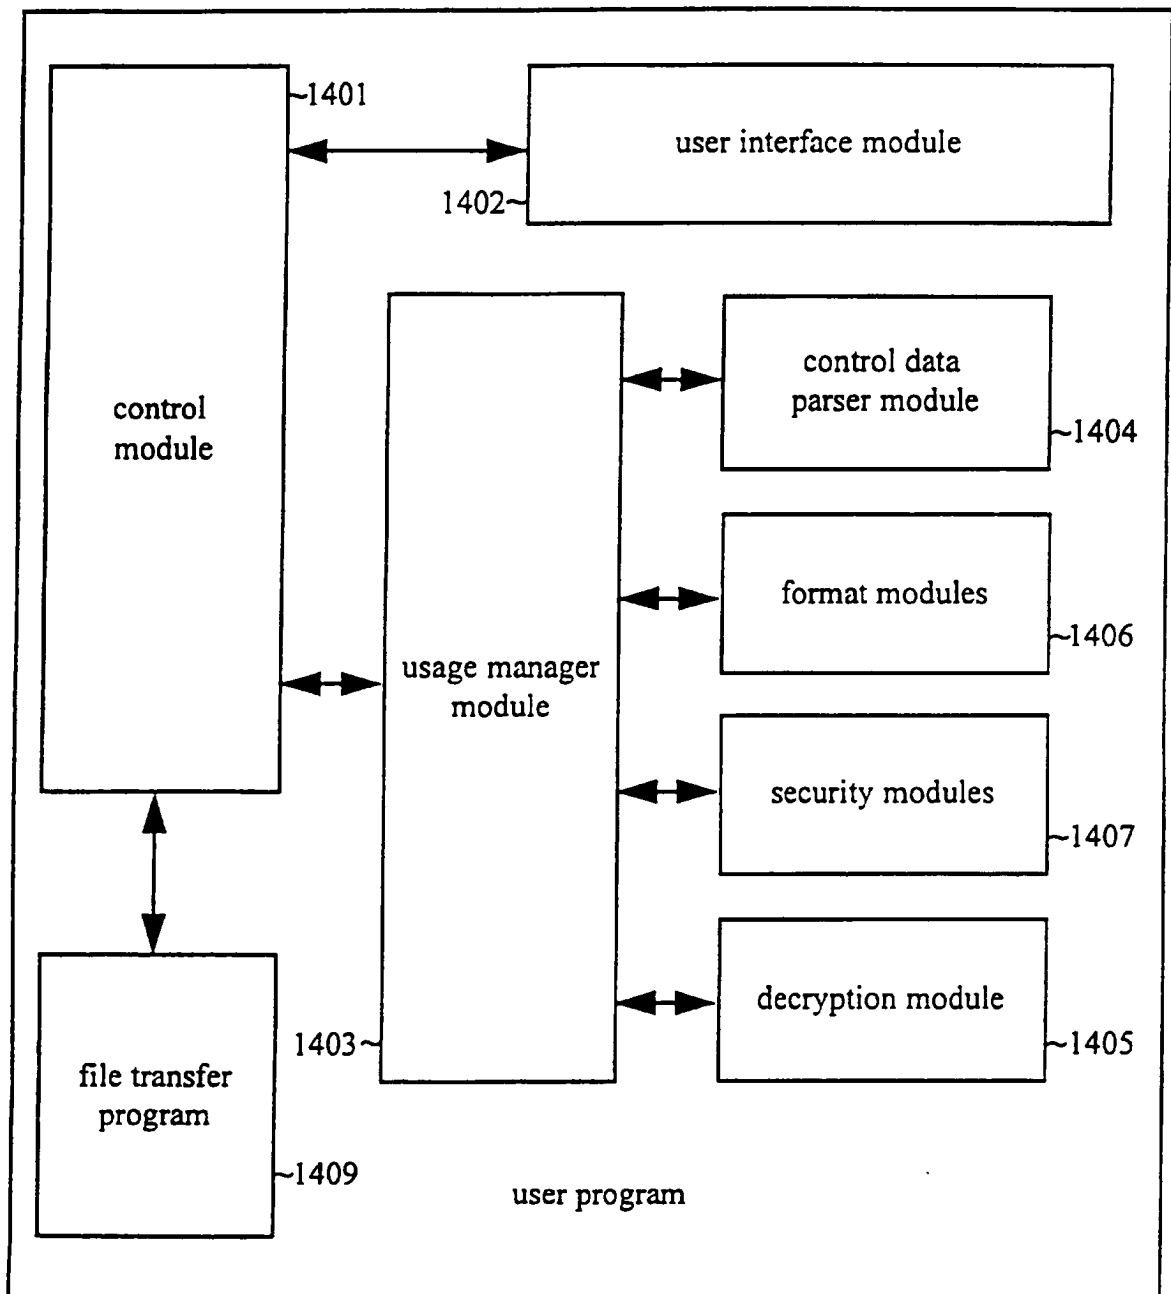 1401
user interface module
1402
control
module
control data
parser module
1404
format modules
1406
usage manager
module
security modules
1407
decryption module
1403
1405
file transfer
program
1409
user program